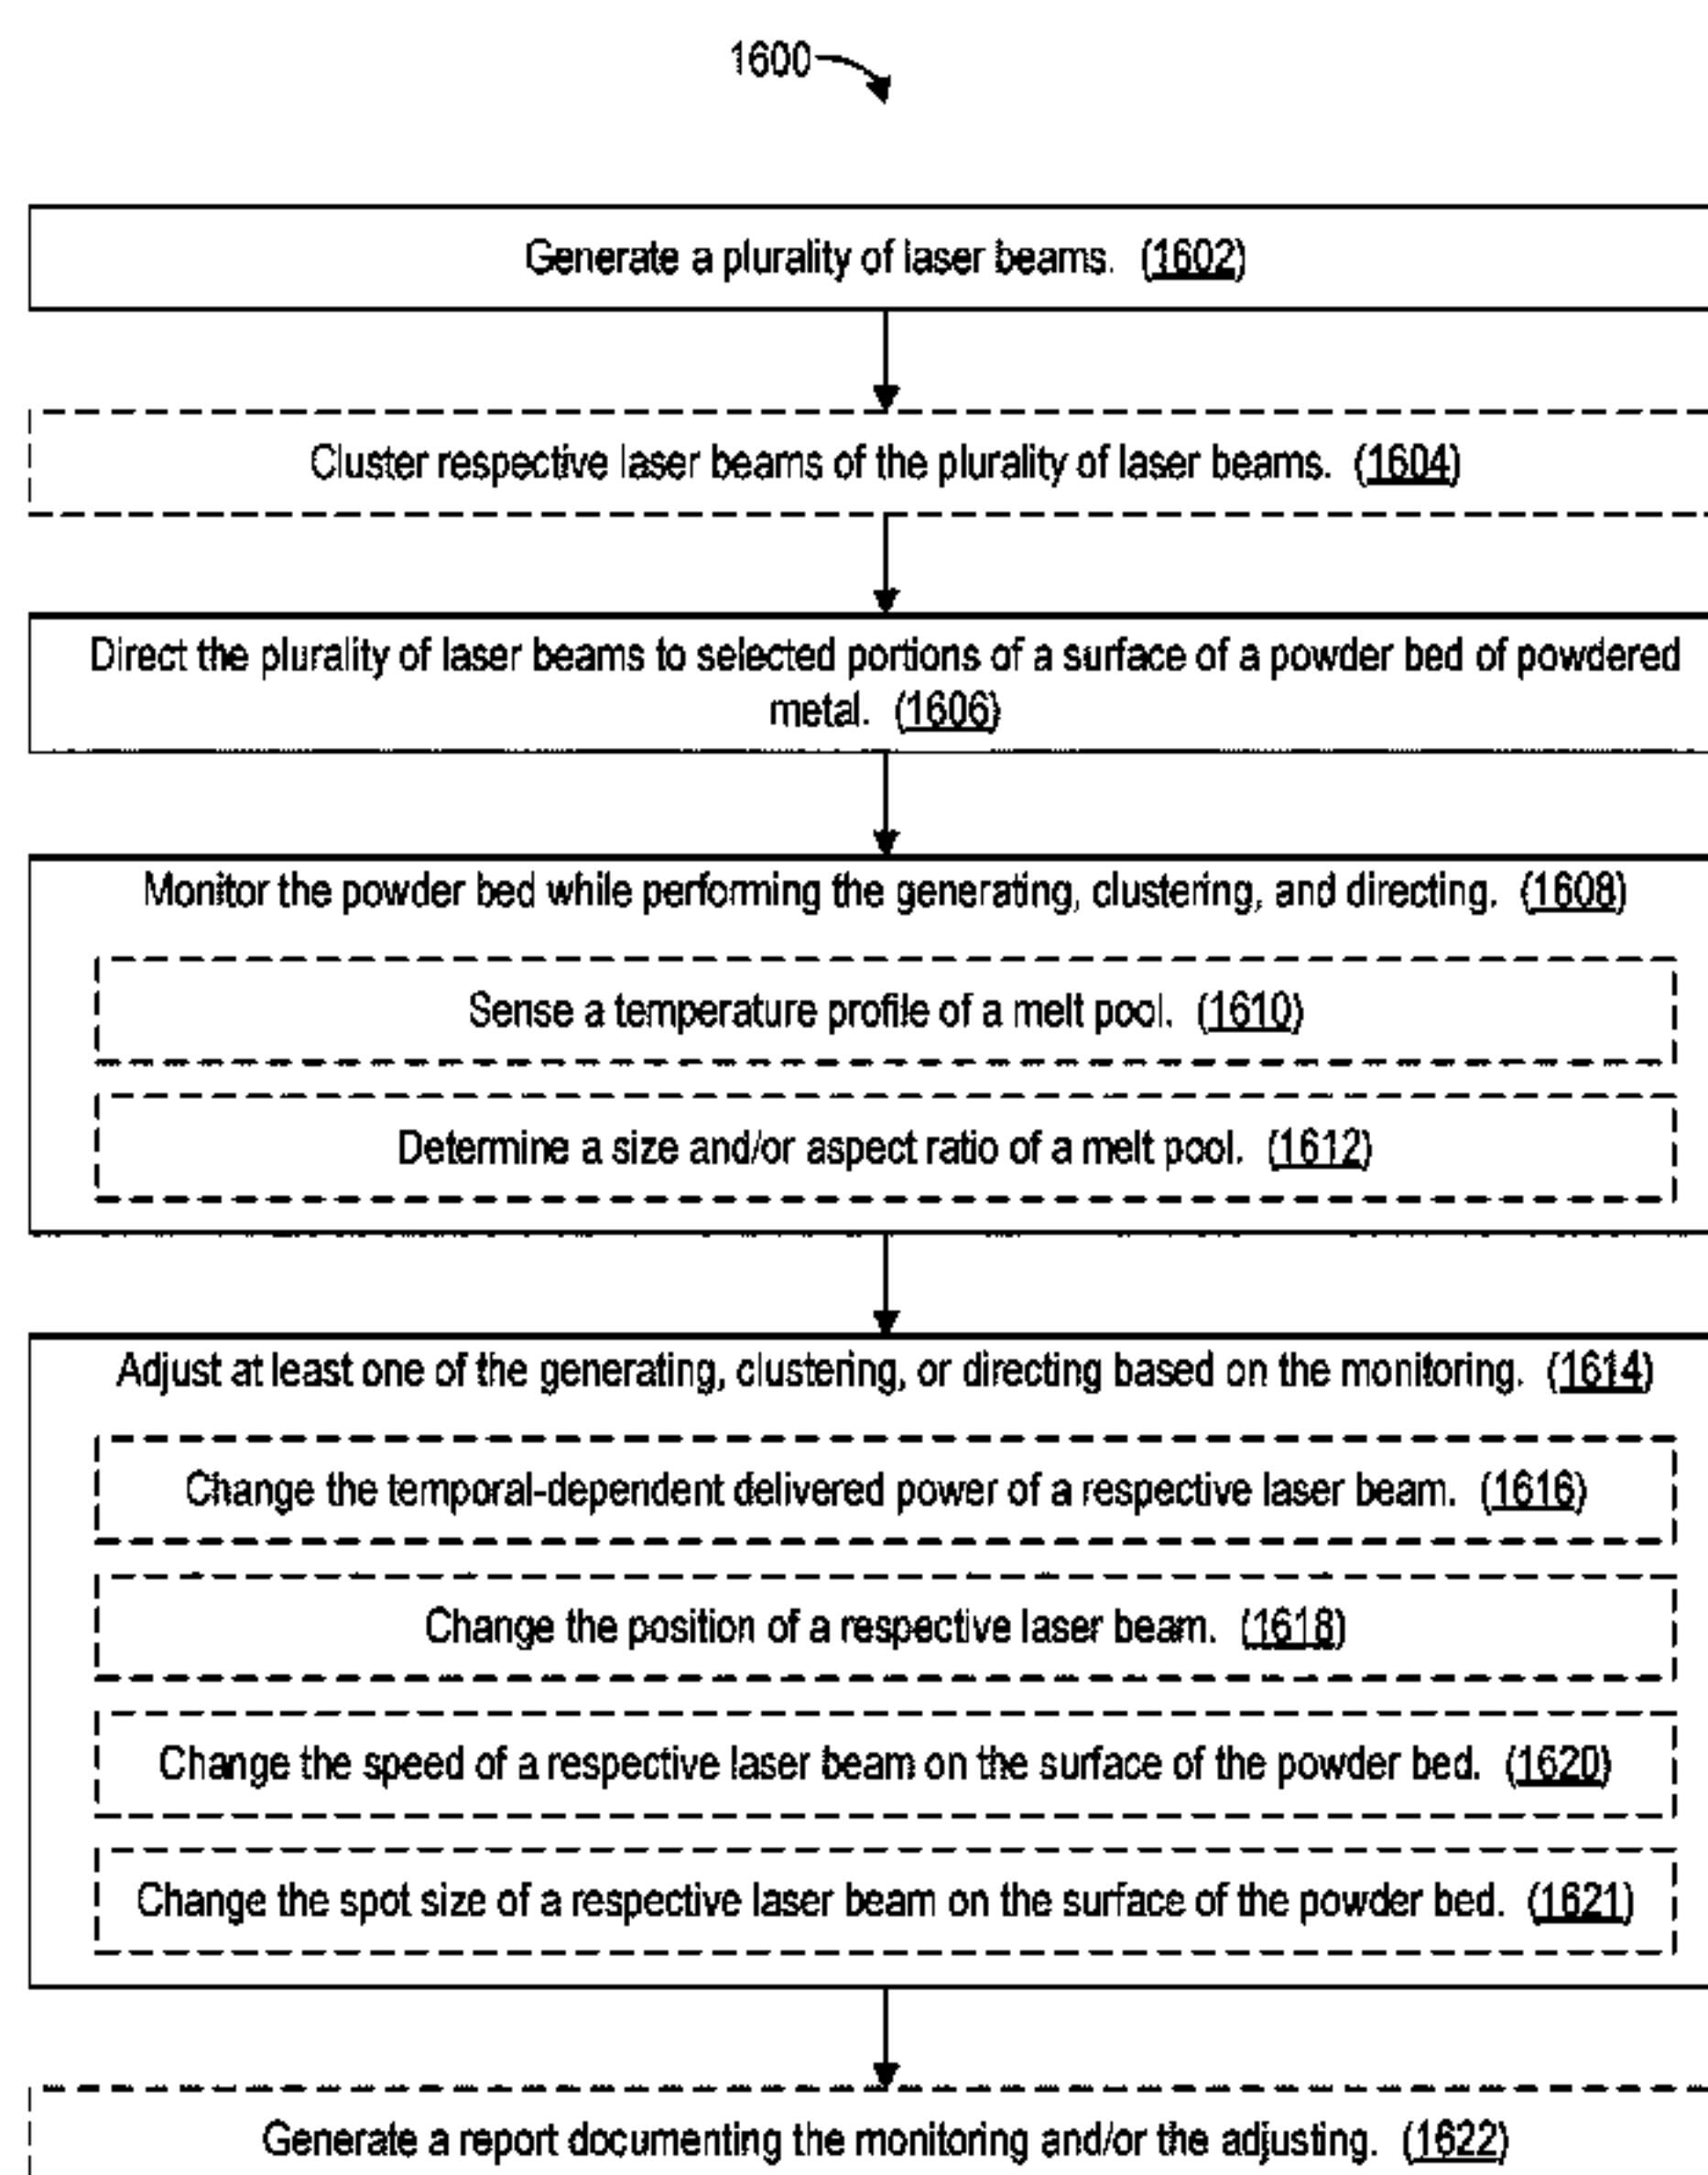 1600
Generate a plurality of laser beams. (1602)
Cluster respective laser beams of the plurality of laser beams. (1604)
Direct the plurality of laser beams to selected portions of a surface of a powder bed of powdered
metal. (1606)
Monitor the powder bed while performing the generating, clustering, and directing. (1608)
Sense a temperature profile of a melt pool. (1610)
Determine a size and/or aspect ratio of a melt pool. (1612)
Adjust at least one of the generating, clustering, or directing based on the monitoring. (1614)
Change the temporal-dependent delivered power of a respective laser beam. (1616)
Change the position of a respective laser beam. (1618)
Change the speed of a respective laser beam on the surface of the powder bed. (1620)
Change the spot size of a respective laser beam on the surface of the powder bed. (1621)
Generate a report documenting the monitoring and/or the adjusting. (1622)